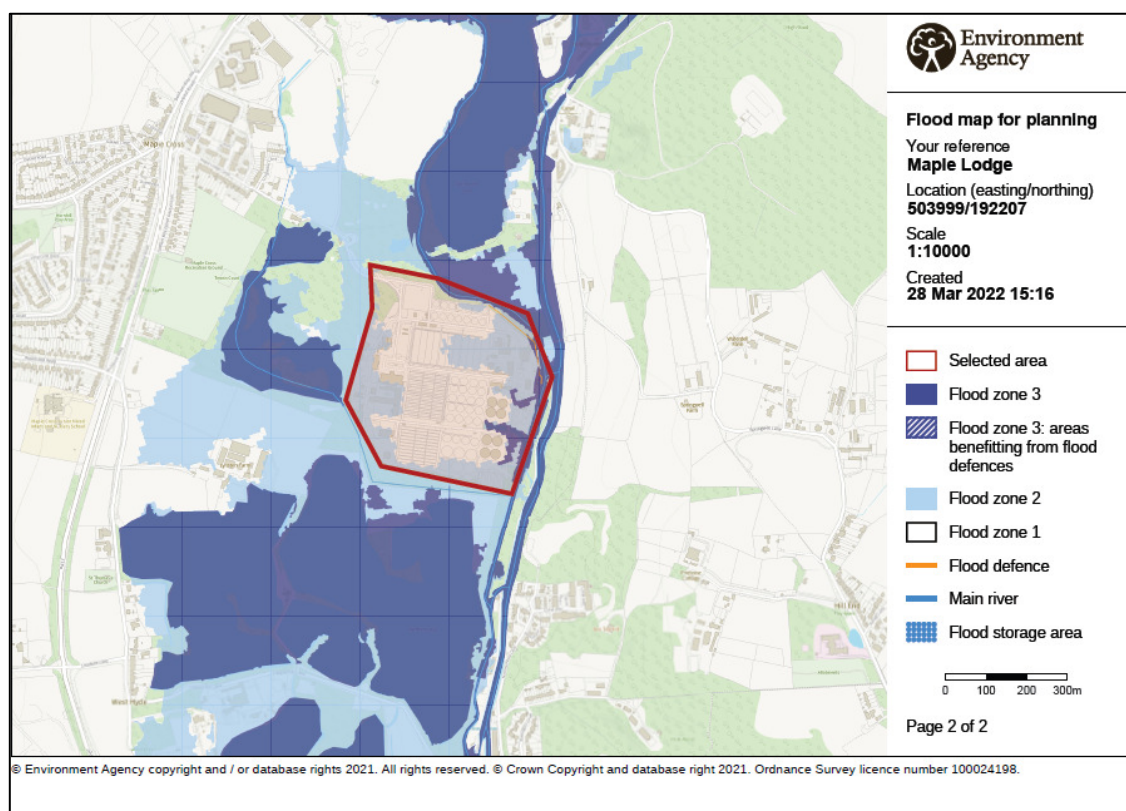 Environment
Agency
Flood map for planning
Your reference
Maple Lodge
Location (easting/northing)
503999/192207
Scale
1:10000
Created
28 Mar 2022 15:16
Selected area
Flood zone 3
Flood zone 3: areas
benefitting from flood
defences
Flood zone 2
Flood zone 1
Flood defence
Main river
Flood storage area
0 100 200 300m
Page 2 of 2
Maple Cross
West Hyde
Hill End
© Environment Agency copyright and / or database rights 2021. All rights reserved. © Crown Copyright and database right 2021. Ordnance Survey licence number 100024198.